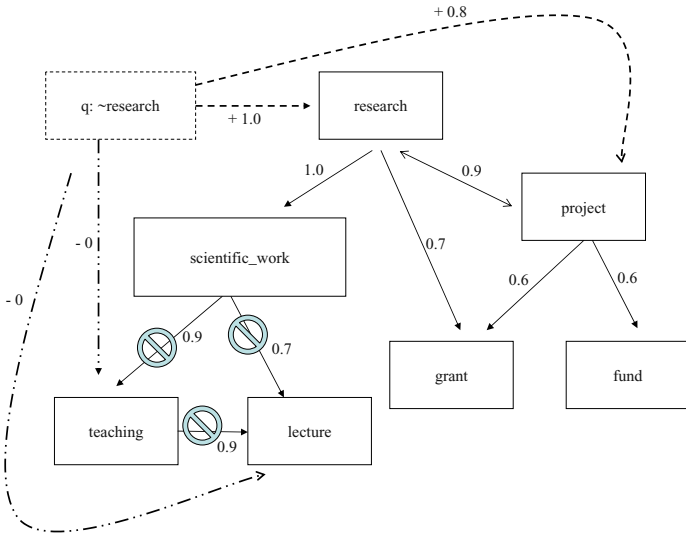 + 0.8
q: ~research
research
+ 1.0
1.0
0.9
project
- 0
0.7
scientific_work
- 0
0.6
0.6
0.9
0.7
grant
fund
teaching
lecture
0.9